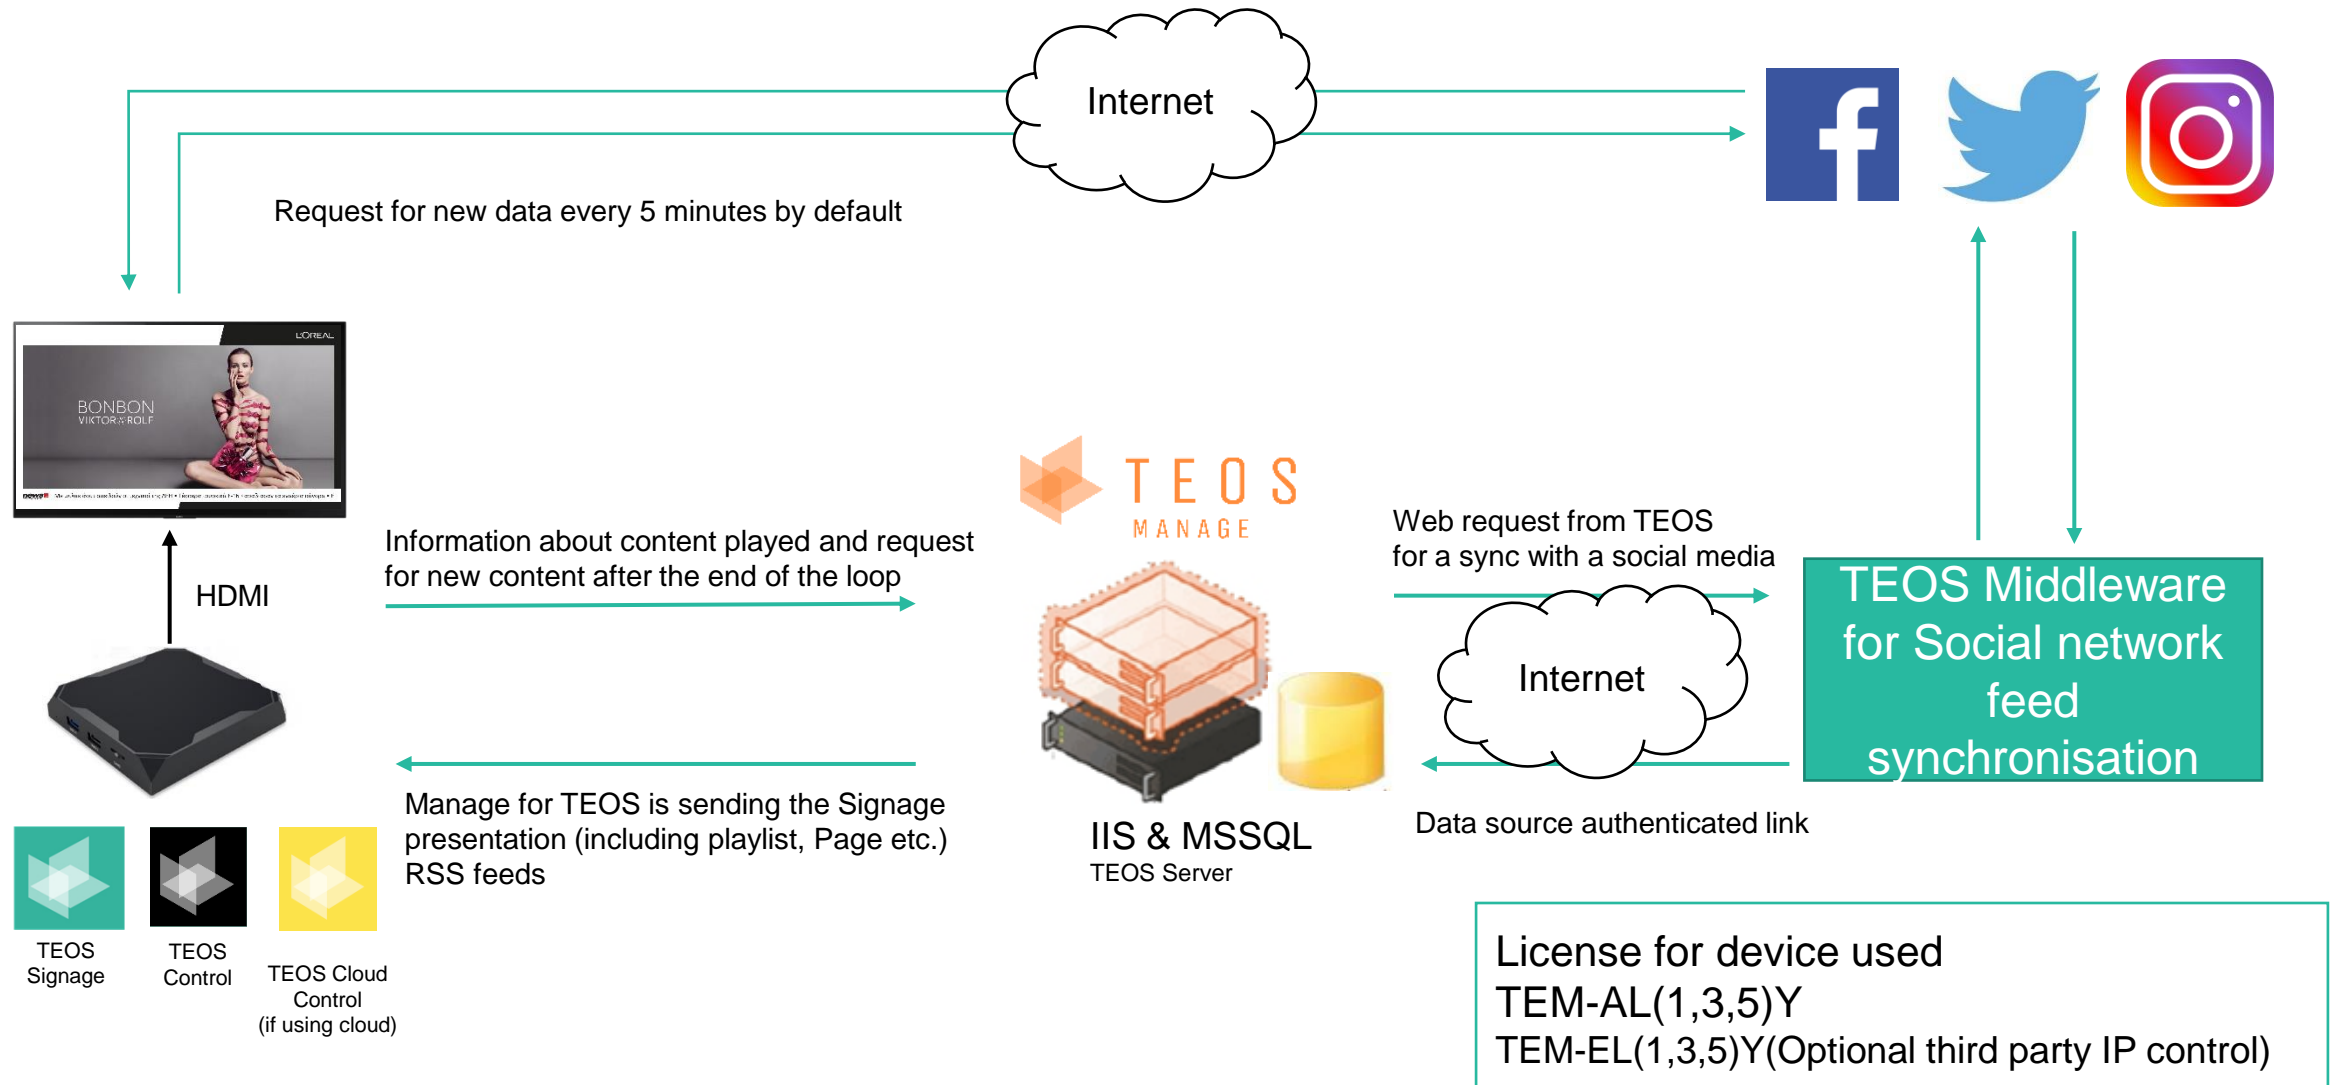 Internet
Request for new data every 5 minutes by default
L'ORÉAL
BONBON
VIKTOR&ROLF
HDMI
Information about content played and request
for new content after the end of the loop
TEOS
MANAGE
Web request from TEOS
for a sync with a social media
Internet
TEOS Middleware
for Social network
feed
synchronisation
Manage for TEOS is sending the Signage
presentation (including playlist, Page etc.)
RSS feeds
IIS & MSSQL
TEOS Server
Data source authenticated link
TEOS
Signage
TEOS
Control
TEOS Cloud
Control
(if using cloud)
License for device used
TEM-AL(1,3,5)Y
TEM-EL(1,3,5)Y(Optional third party IP control)